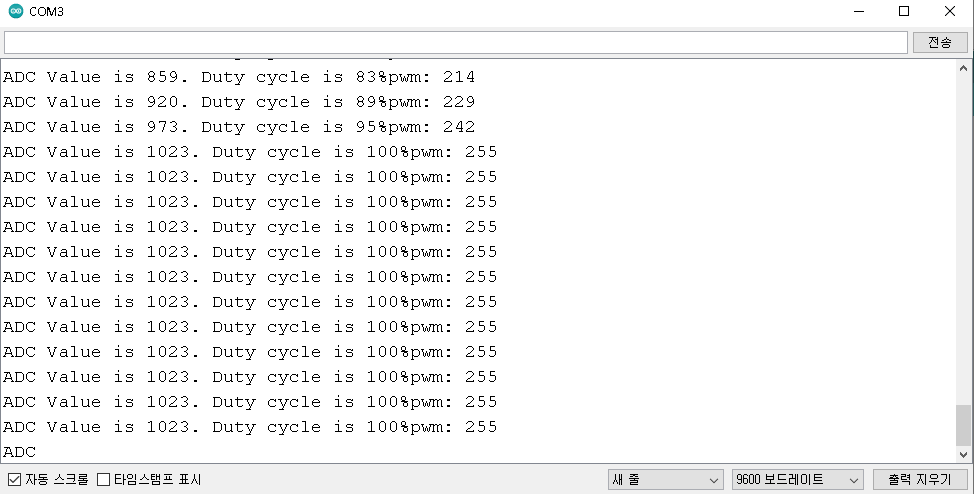 COM3
전송
ADC Value is 859. Duty cycle is 83%pwm: 214
ADC Value is 920. Duty cycle is 89%pwm: 229
ADC Value is 973. Duty cycle is 95%pwm: 242
ADC Value is 1023. Duty cycle is 100%pwm: 255
ADC Value is 1023. Duty cycle is 100%pwm: 255
ADC Value is 1023. Duty cycle is 100%pwm: 255
ADC Value is 1023. Duty cycle is 100%pwm: 255
ADC Value is 1023. Duty cycle is 100%pwm: 255
ADC Value is 1023. Duty cycle is 100%pwm: 255
ADC Value is 1023. Duty cycle is 100%pwm: 255
ADC Value is 1023. Duty cycle is 100%pwm: 255
ADC Value is 1023. Duty cycle is 100%pwm: 255
ADC Value is 1023. Duty cycle is 100%pwm: 255
ADC Value is 1023. Duty cycle is 100%pwm: 255
ADC Value is 1023. Duty cycle is 100%pwm: 255
ADC
자동 스크롤 타임스탬프 표시 새 줄 9600 보드레이트 출력 지우기